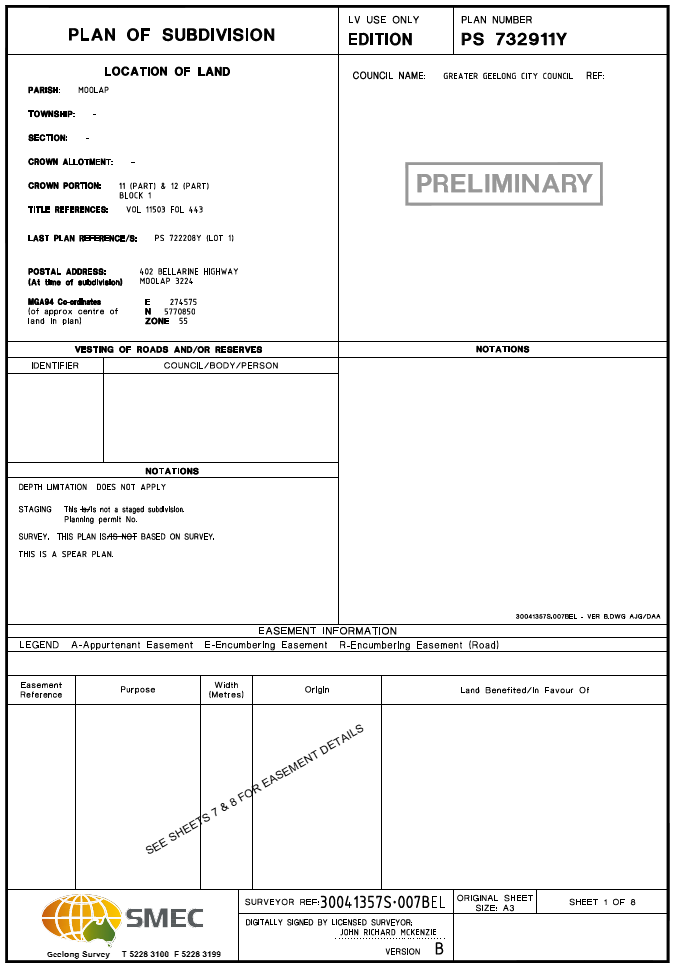 PLAN OF SUBDIVISION
LV USE ONLY
EDITION
PLAN NUMBER
PS 732911Y
LOCATION OF LAND
PARISH: MOOLAP
TOWNSHIP: -
SECTION: -
CROWN ALLOTMENT: -
CROWN PORTION: 11 (PART) & 12 (PART)
BLOCK 1
TITLE REFERENCES: VOL 11503 FOL 443
LAST PLAN REFERENCE/S: PS 722208Y (LOT 1)
POSTAL ADDRESS: 402 BELLARINE HIGHWAY
(At time of subdivision) MOOLAP 3224
MGA94 Co-ordinates E 274575
(of approx centre of N 5770850
land in plan) ZONE 55
COUNCIL NAME: GREATER GEELONG CITY COUNCIL REF:
PRELIMINARY
VESTING OF ROADS AND/OR RESERVES
IDENTIFIER COUNCIL/BODY/PERSON
NOTATIONS
NOTATIONS
DEPTH LIMITATION DOES NOT APPLY
STAGING This is/is not a staged subdivision.
Planning permit No.
SURVEY. THIS PLAN IS/IS NOT BASED ON SURVEY.
THIS IS A SPEAR PLAN.
30041357S.007BEL - VER B.DWG AJG/DAA
EASEMENT INFORMATION
LEGEND A-Appurtenant Easement E-Encumbering Easement R-Encumbering Easement (Road)
Easement
Reference
Purpose
Width
(Metres)
Origin
Land Benefited/In Favour Of
SEE SHEETS 7 & 8 FOR EASEMENT DETAILS
SMEC
Geelong Survey T 5228 3100 F 5228 3199
SURVEYOR REF: 30041357S-007BEL
ORIGINAL SHEET
SIZE: A3
SHEET 1 OF 8
DIGITALLY SIGNED BY LICENSED SURVEYOR:
JOHN RICHARD MCKENZIE
VERSION B